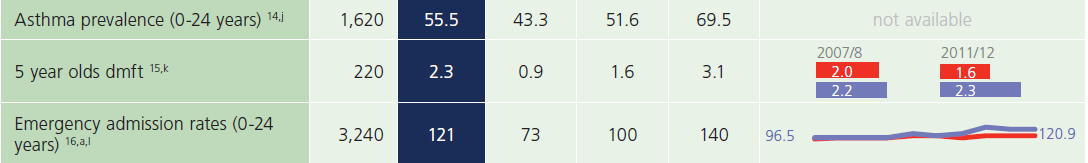 Asthma prevalence (0-24 years) 14,j 1,620 55.5 43.3 51.6 69.5 not available
2007/8 2011/12
5 year olds dmft 15,k 220 2.3 0.9 1.6 3.1 2.0 1.6
2.2 2.3
Emergency admission rates (0-24
years) 16,a,l 3,240 121 73 100 140 96.5 120.9